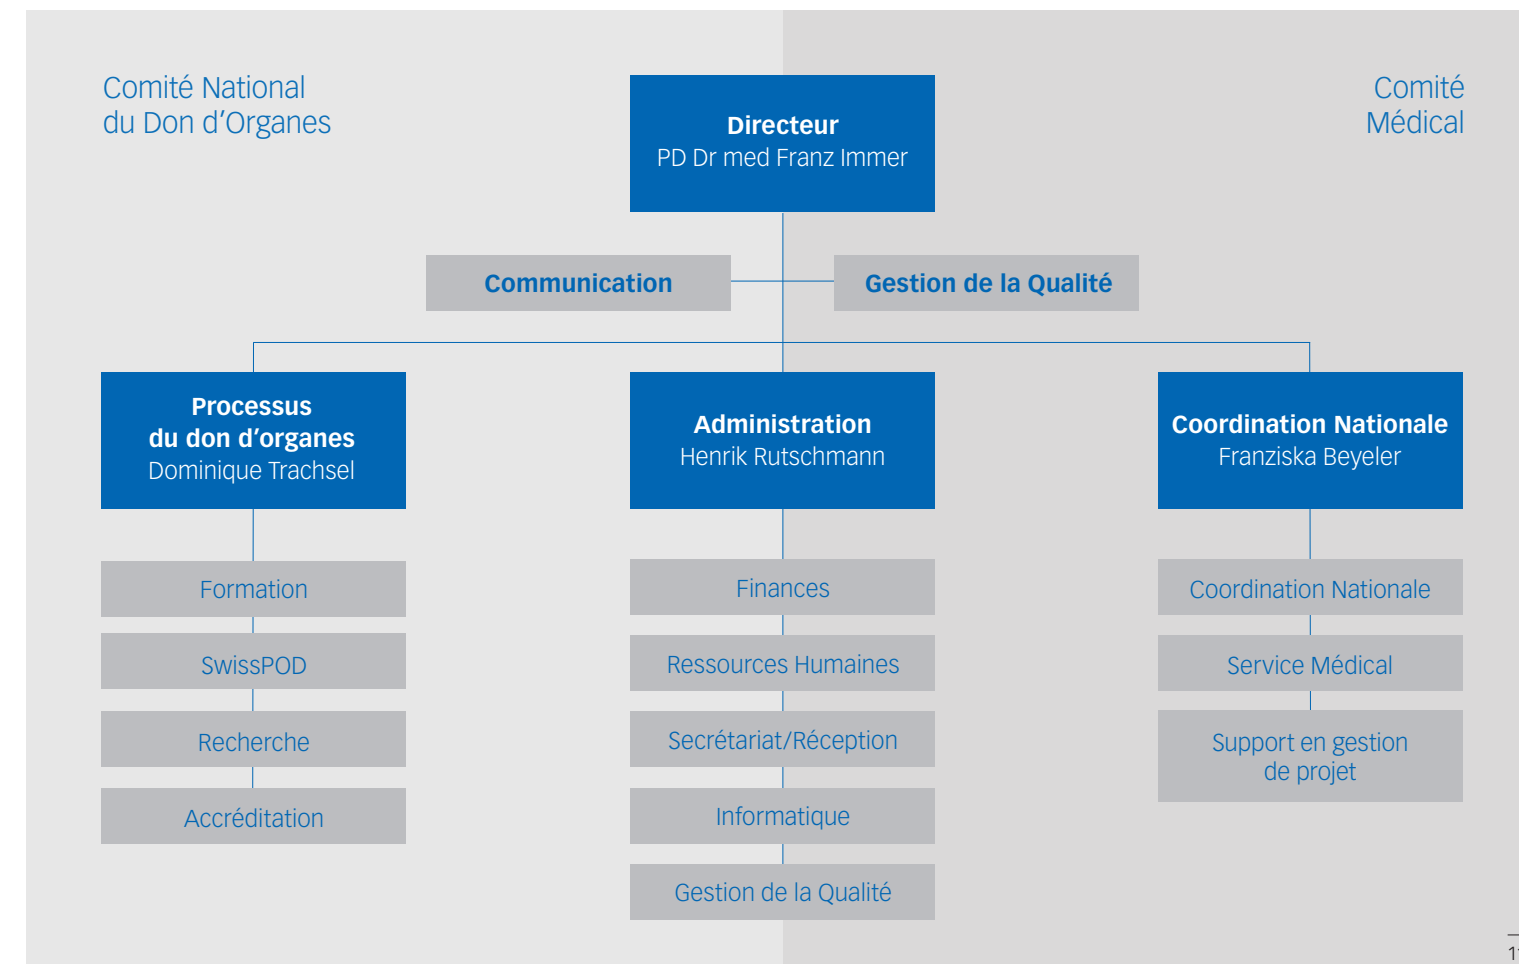 Comité National
du Don d’Organes
Comité
Médical
Directeur
PD Dr med Franz Immer
Communication
Gestion de la Qualité
Processus
du don d’organes
Dominique Trachsel
Administration
Henrik Rutschmann
Coordination Nationale
Franziska Beyeler
Formation
SwissPOD
Recherche
Accréditation
Finances
Ressources Humaines
Secrétariat/Réception
Informatique
Gestion de la Qualité
Coordination Nationale
Service Médical
Support en gestion
de projet
11